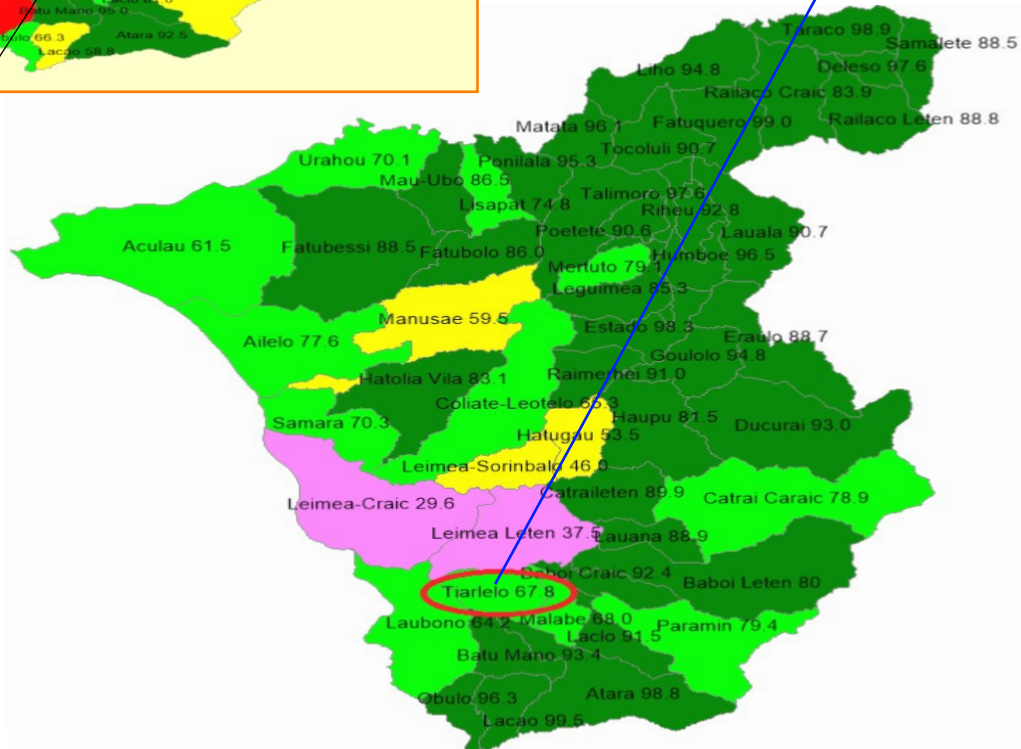 Batu Mano 95.0
Atara 92.5
bulo 66.3
Lacao 58.8
Taraco 98.9
Samalete 88.5
Liho 94.8
Deleso 97.6
Railaco Craic 83.9
Matata 96.1
Fatuquero 99.0
Railaco Leten 88.8
Tocoluli 90.7
Urahou 70.1
Ponilala 95.3
Mau-Ubo 86.5
Talimoro 97.6
Lisapat 74.8
Riheu 92.8
Poetete 90.6
Lauala 90.7
Aculau 61.5
Fatubessi 88.5
Fatubolo 86.0
Humboe 96.5
Mertuto 79.1
Leguimea 85.3
Manusae 59.5
Estado 98.3
Eraulo 88.7
Ailelo 77.6
Goulolo 94.8
Hatolia Vila 83.1
Raimerhei 91.0
Coliate-Leotelo
Samara 70.3
Haupu 81.5
Ducurai 93.0
Hatugau 53.5
Leimea-Sorinbalo 46.0
Catraileten 89.9
Catrai Caraic 78.9
Leimea-Craic 29.6
Leimea Leten 37.5
Lauana 88.9
Baboi Craic 92.4
Baboi Leten 80
Tiarlelo 67.8
Laubono 64.2
Malabe 68.0
Paramin 79.4
Laclo 91.5
Batu Mano 93.4
Obulo 96.3
Atara 98.8
Lacao 99.5